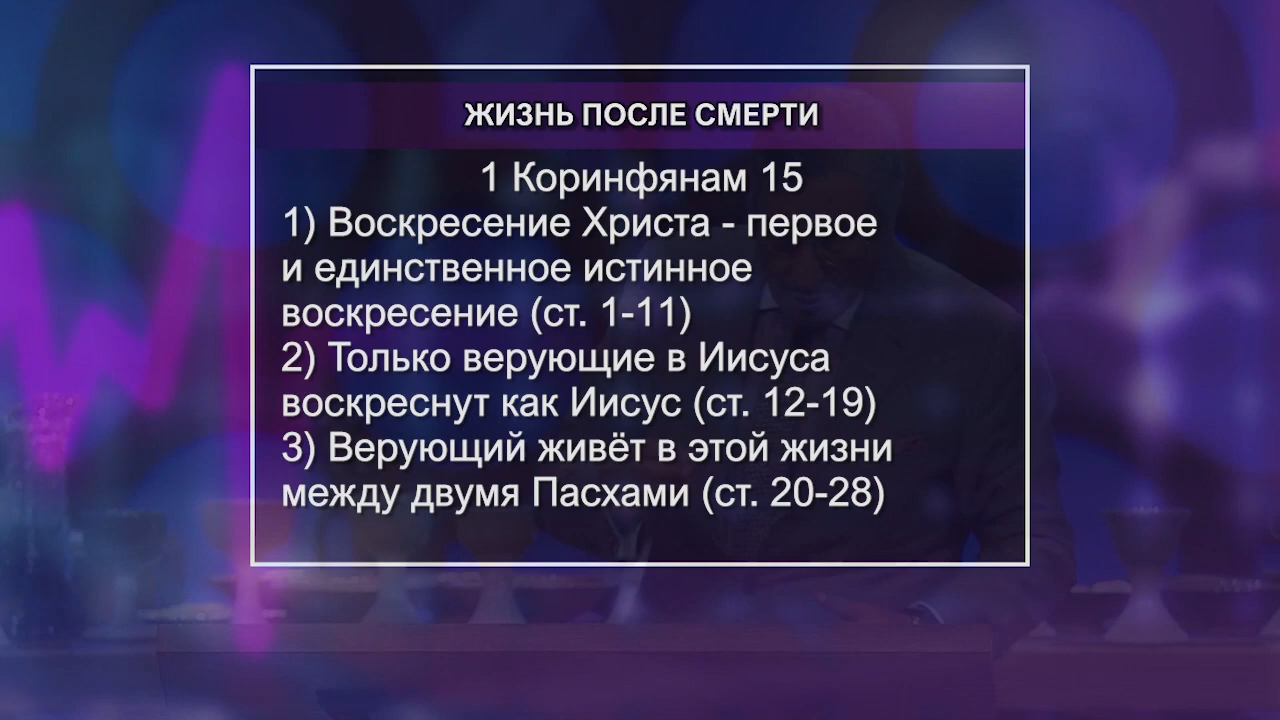 ЖИЗНЬ ПОСЛЕ СМЕРТИ
1 Коринфянам 15
1) Воскресение Христа - первое
и единственное истинное
воскресение (ст. 1-11)
2) Только верующие в Иисуса
воскреснут как Иисус (ст. 12-19)
3) Верующий живёт в этой жизни
между двумя Пасхами (ст. 20-28)